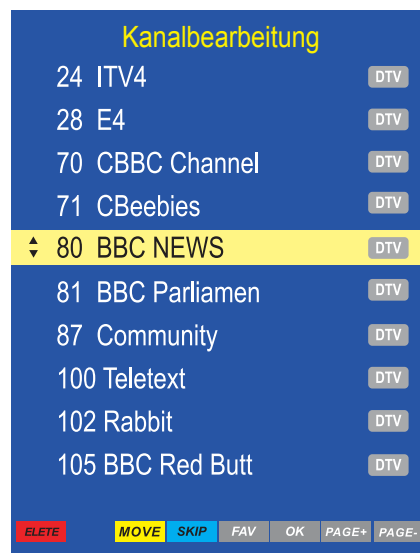 Kanalbearbeitung
24 ITV4 DTV
28 E4 DTV
70 CBBC Channel DTV
71 CBeebies DTV
80 BBC NEWS DTV
81 BBC Parliamen DTV
87 Community DTV
100 Teletext DTV
102 Rabbit DTV
105 BBC Red Butt DTV
ELETE MOVE SKIP FAV OK PAGE+ PAGE-